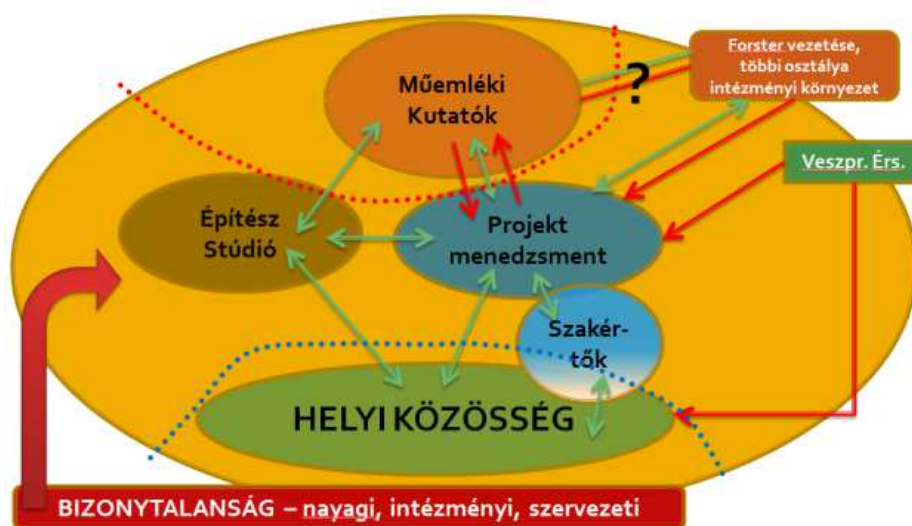 Forster vezetése,
többi osztálya
intézményi környezet
Műemléki
Kutatók
?
Veszpr. Érs.
Építész
Stúdió
Projekt
menedzsment
Szakér-
tők
HELYI KÖZÖSSÉG
BIZONYTALANSÁG – nayagi, intézményi, szervezeti